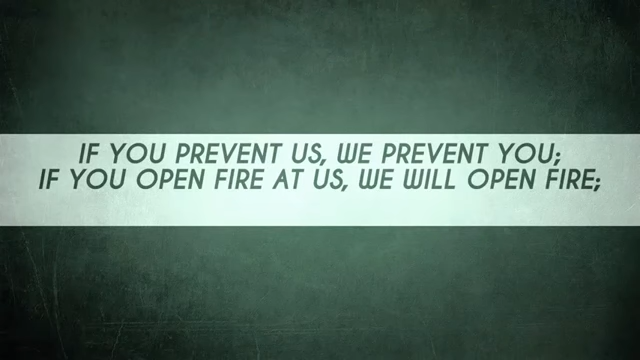 IF YOU PREVENT US, WE PREVENT YOU;
IF YOU OPEN FIRE AT US, WE WILL OPEN FIRE;